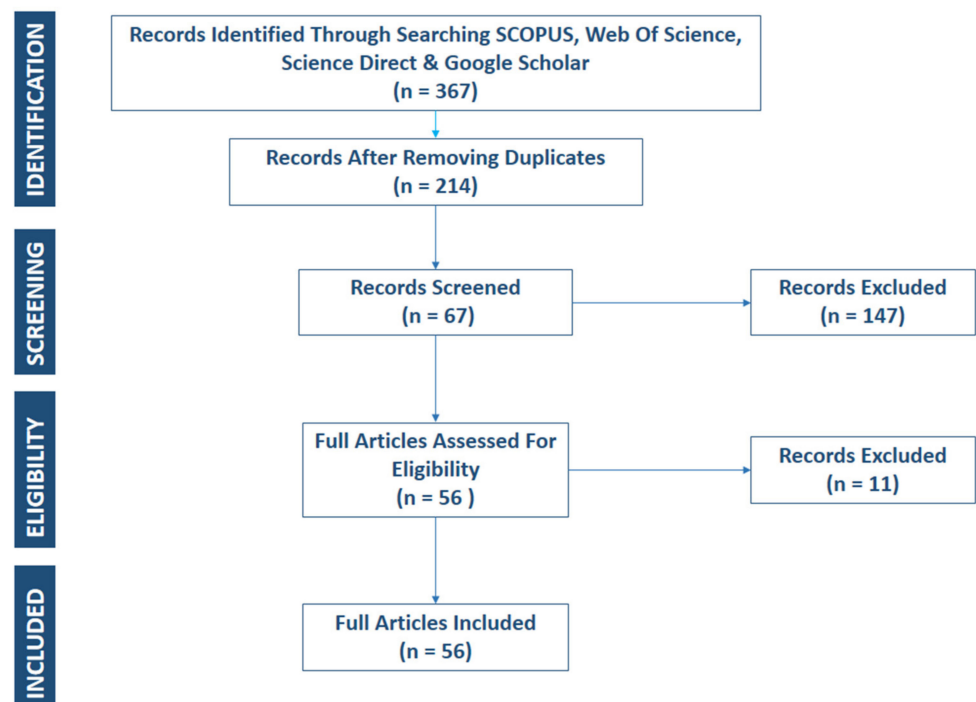 IDENTIFICATION
Records Identified Through Searching SCOPUS, Web Of Science,
Science Direct & Google Scholar
(n = 367)
Records After Removing Duplicates
(n = 214)
SCREENING
Records Screened
(n = 67)
Records Excluded
(n = 147)
ELIGIBILITY
Full Articles Assessed For
Eligibility
(n = 56 )
Records Excluded
(n = 11)
INCLUDED
Full Articles Included
(n = 56)